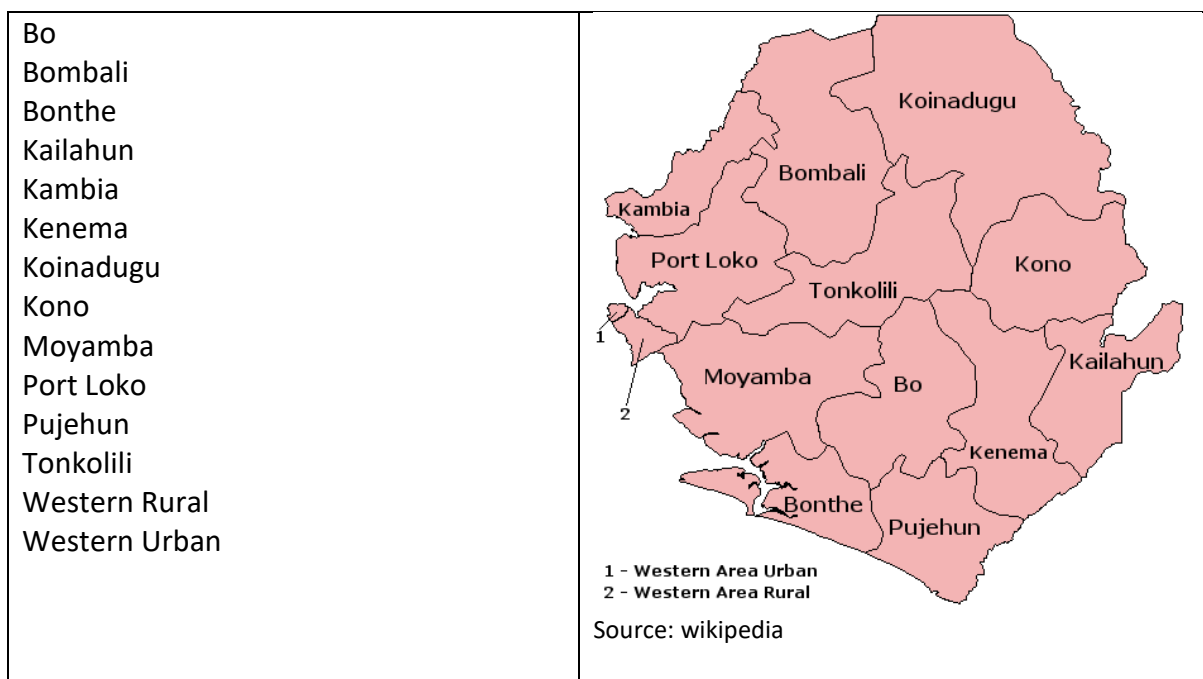 Bo
Bombali
Bonthe
Kailahun
Kambia
Kenema
Koinadugu
Kono
Moyamba
Port Loko
Pujehun
Tonkolili
Western Rural
Western Urban
Koinadugu
Bombali
Kambia
Port Loko
Kono
Tonkolili
1
Kailahun
Moyamba
Bo
2
Kenema
Bonthe
Pujehun
1 - Western Area Urban
2 - Western Area Rural
Source: wikipedia